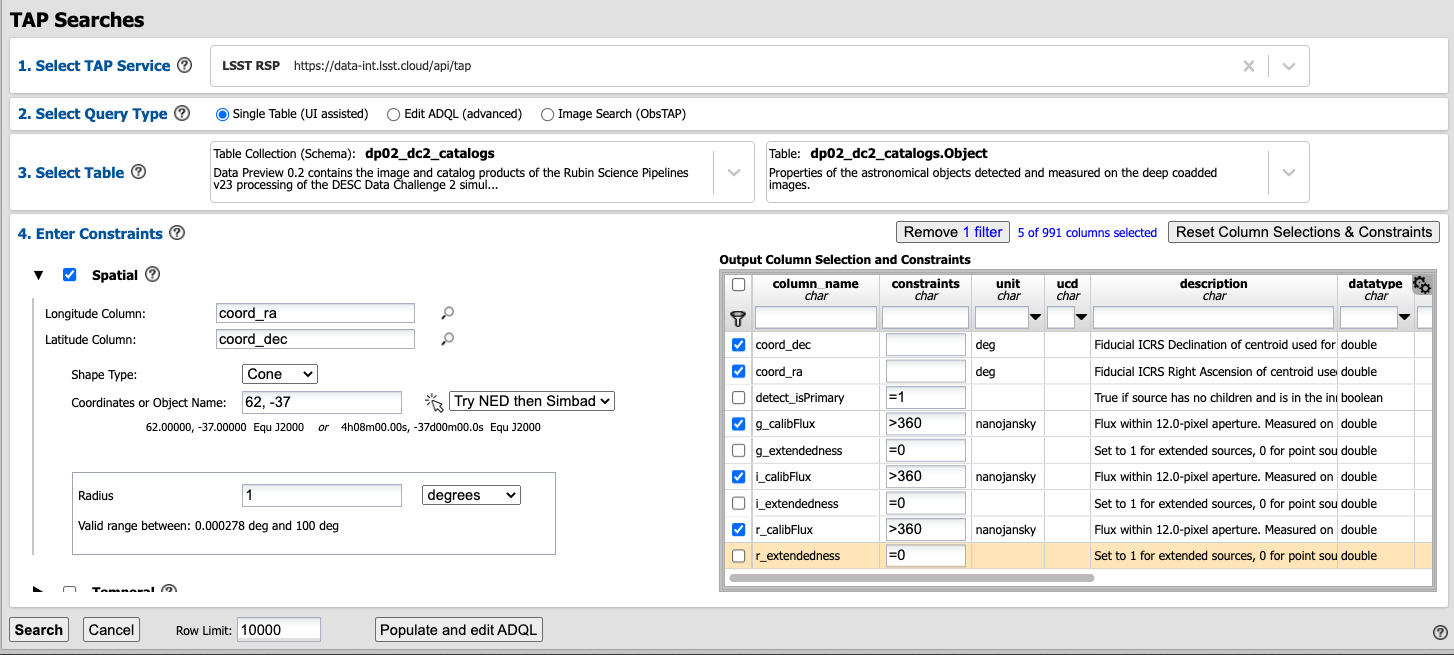 TAP Searches
1. Select TAP Service ?
LSST RSP https://data-int.lsst.cloud/api/tap
2. Select Query Type ? Single Table (UI assisted) Edit ADQL (advanced) Image Search (ObsTAP)
3. Select Table ?
Table Collection (Schema): dp02_dc2_catalogs
Data Preview 0.2 contains the image and catalog products of the Rubin Science Pipelines
v23 processing of the DESC Data Challenge 2 simul...
Table: dp02_dc2_catalogs.Object
Properties of the astronomical objects detected and measured on the deep coadded
images.
4. Enter Constraints ?
Remove 1 filter 5 of 991 columns selected Reset Column Selections & Constraints
Spatial ?
Longitude Column: coord_ra
Latitude Column: coord_dec
Shape Type: Cone
Coordinates or Object Name: 62, -37 Try NED then Simbad
62.00000, -37.00000 Equ J2000 or 4h08m00.00s, -37d00m00.0s Equ J2000
Radius 1 degrees
Valid range between: 0.000278 deg and 100 deg
Temporal ?
Output Column Selection and Constraints
column_name constraints unit ucd description datatype
char char char char char char
coord_dec deg Fiducial ICRS Declination of centroid used for double
coord_ra deg Fiducial ICRS Right Ascension of centroid use double
detect_isPrimary =1 True if source has no children and is in the in boolean
g_calibFlux >360 nanojansky Flux within 12.0-pixel aperture. Measured on double
g_extendedness =0 Set to 1 for extended sources, 0 for point sou double
i_calibFlux >360 nanojansky Flux within 12.0-pixel aperture. Measured on double
i_extendedness =0 Set to 1 for extended sources, 0 for point sou double
r_calibFlux >360 nanojansky Flux within 12.0-pixel aperture. Measured on double
r_extendedness =0 Set to 1 for extended sources, 0 for point sou double
Search Cancel Row Limit: 10000 Populate and edit ADQL ?